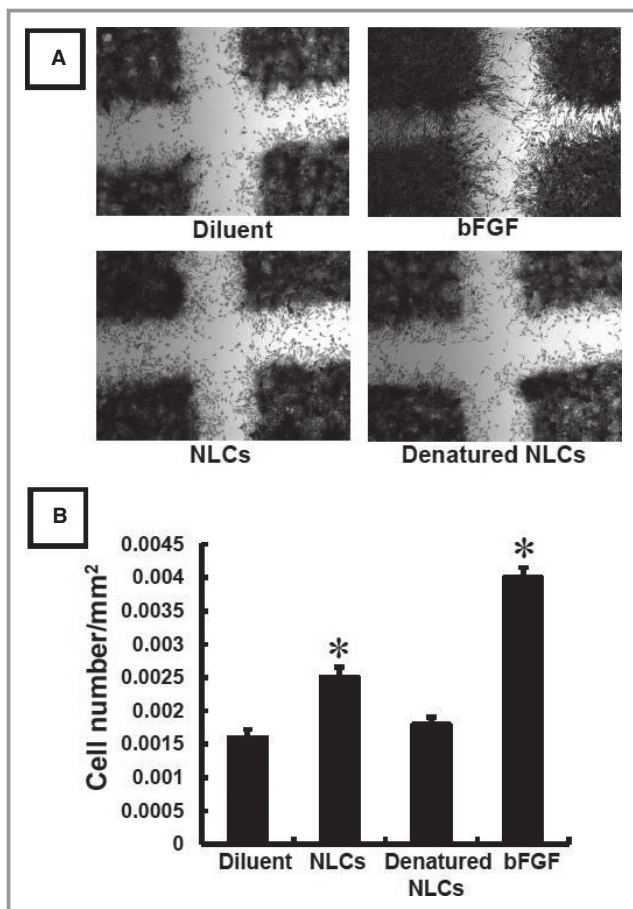 A
Diluent
bFGF
NLCs
Denatured NLCs
B
Cell number/mm²
0.0045
0.004
0.0035
0.003
0.0025
0.002
0.0015
0.001
0.0005
0
*
*
Diluent NLCs Denatured bFGF
NLCs